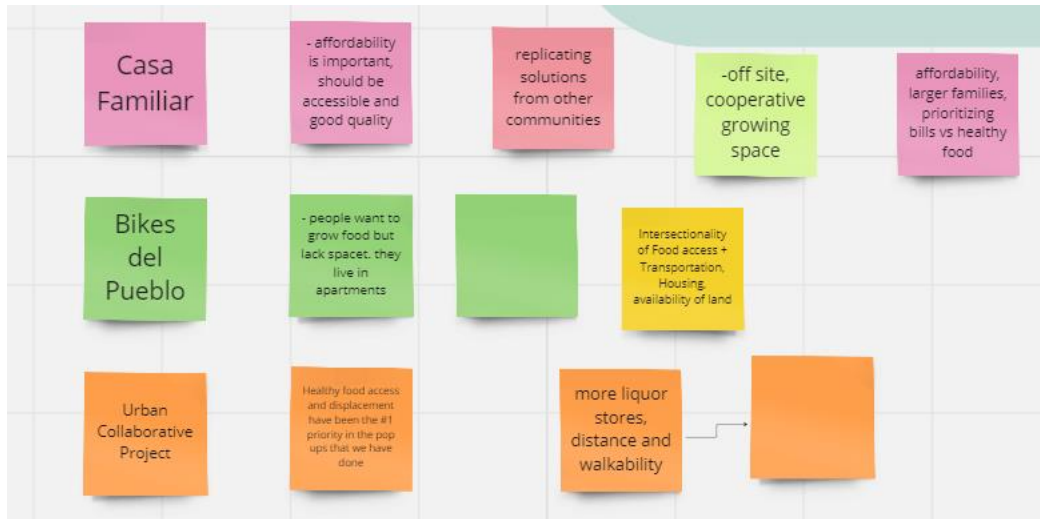 Casa
Familiar
- affordability
is important,
should be
accessible and
good quality
replicating
solutions
from other
communities
-off site,
cooperative
growing
space
affordability,
larger families,
prioritizing
bills vs healthy
food
Bikes
del
Pueblo
- people want to
grow food but
lack spacet. they
live in
apartments
Intersectionality
of Food access +
Transportation,
Housing,
availability of land
Urban
Collaborative
Project
Healthy food access
and displacement
have been the #1
priority in the pop
ups that we have
done
more liquor
stores,
distance and
walkability